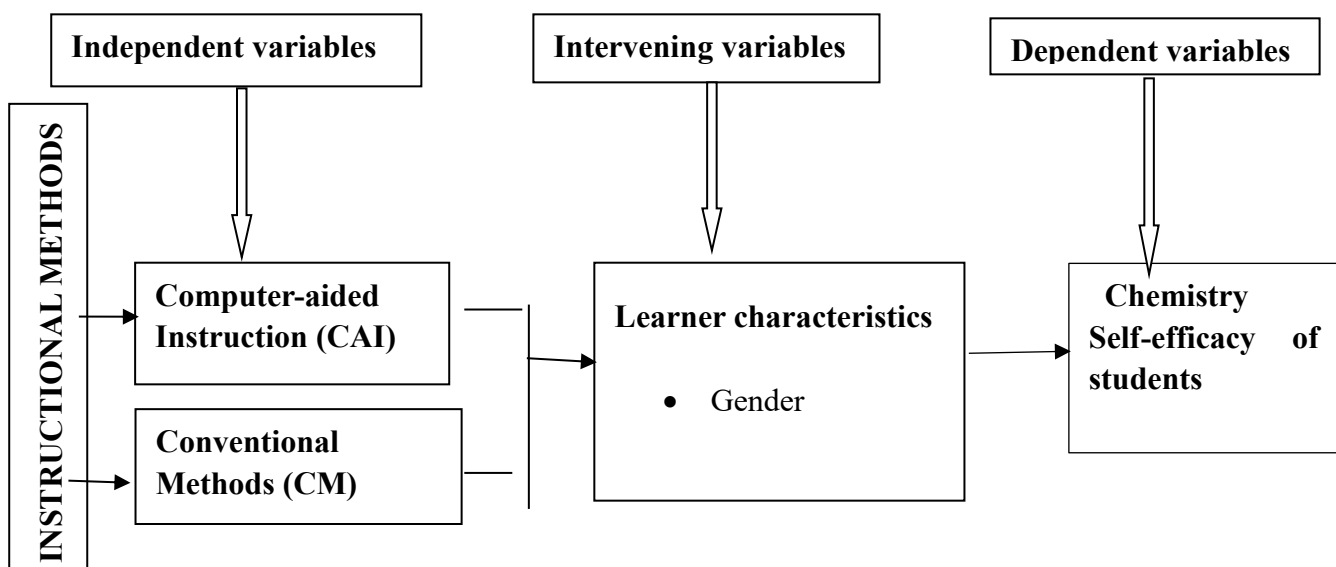 Independent variables
Intervening variables
Dependent variables
INSTRUCTIONAL METHODS
Computer-aided
Instruction (CAI)
Conventional
Methods (CM)
Learner characteristics
• Gender
Chemistry
Self-efficacy of
students